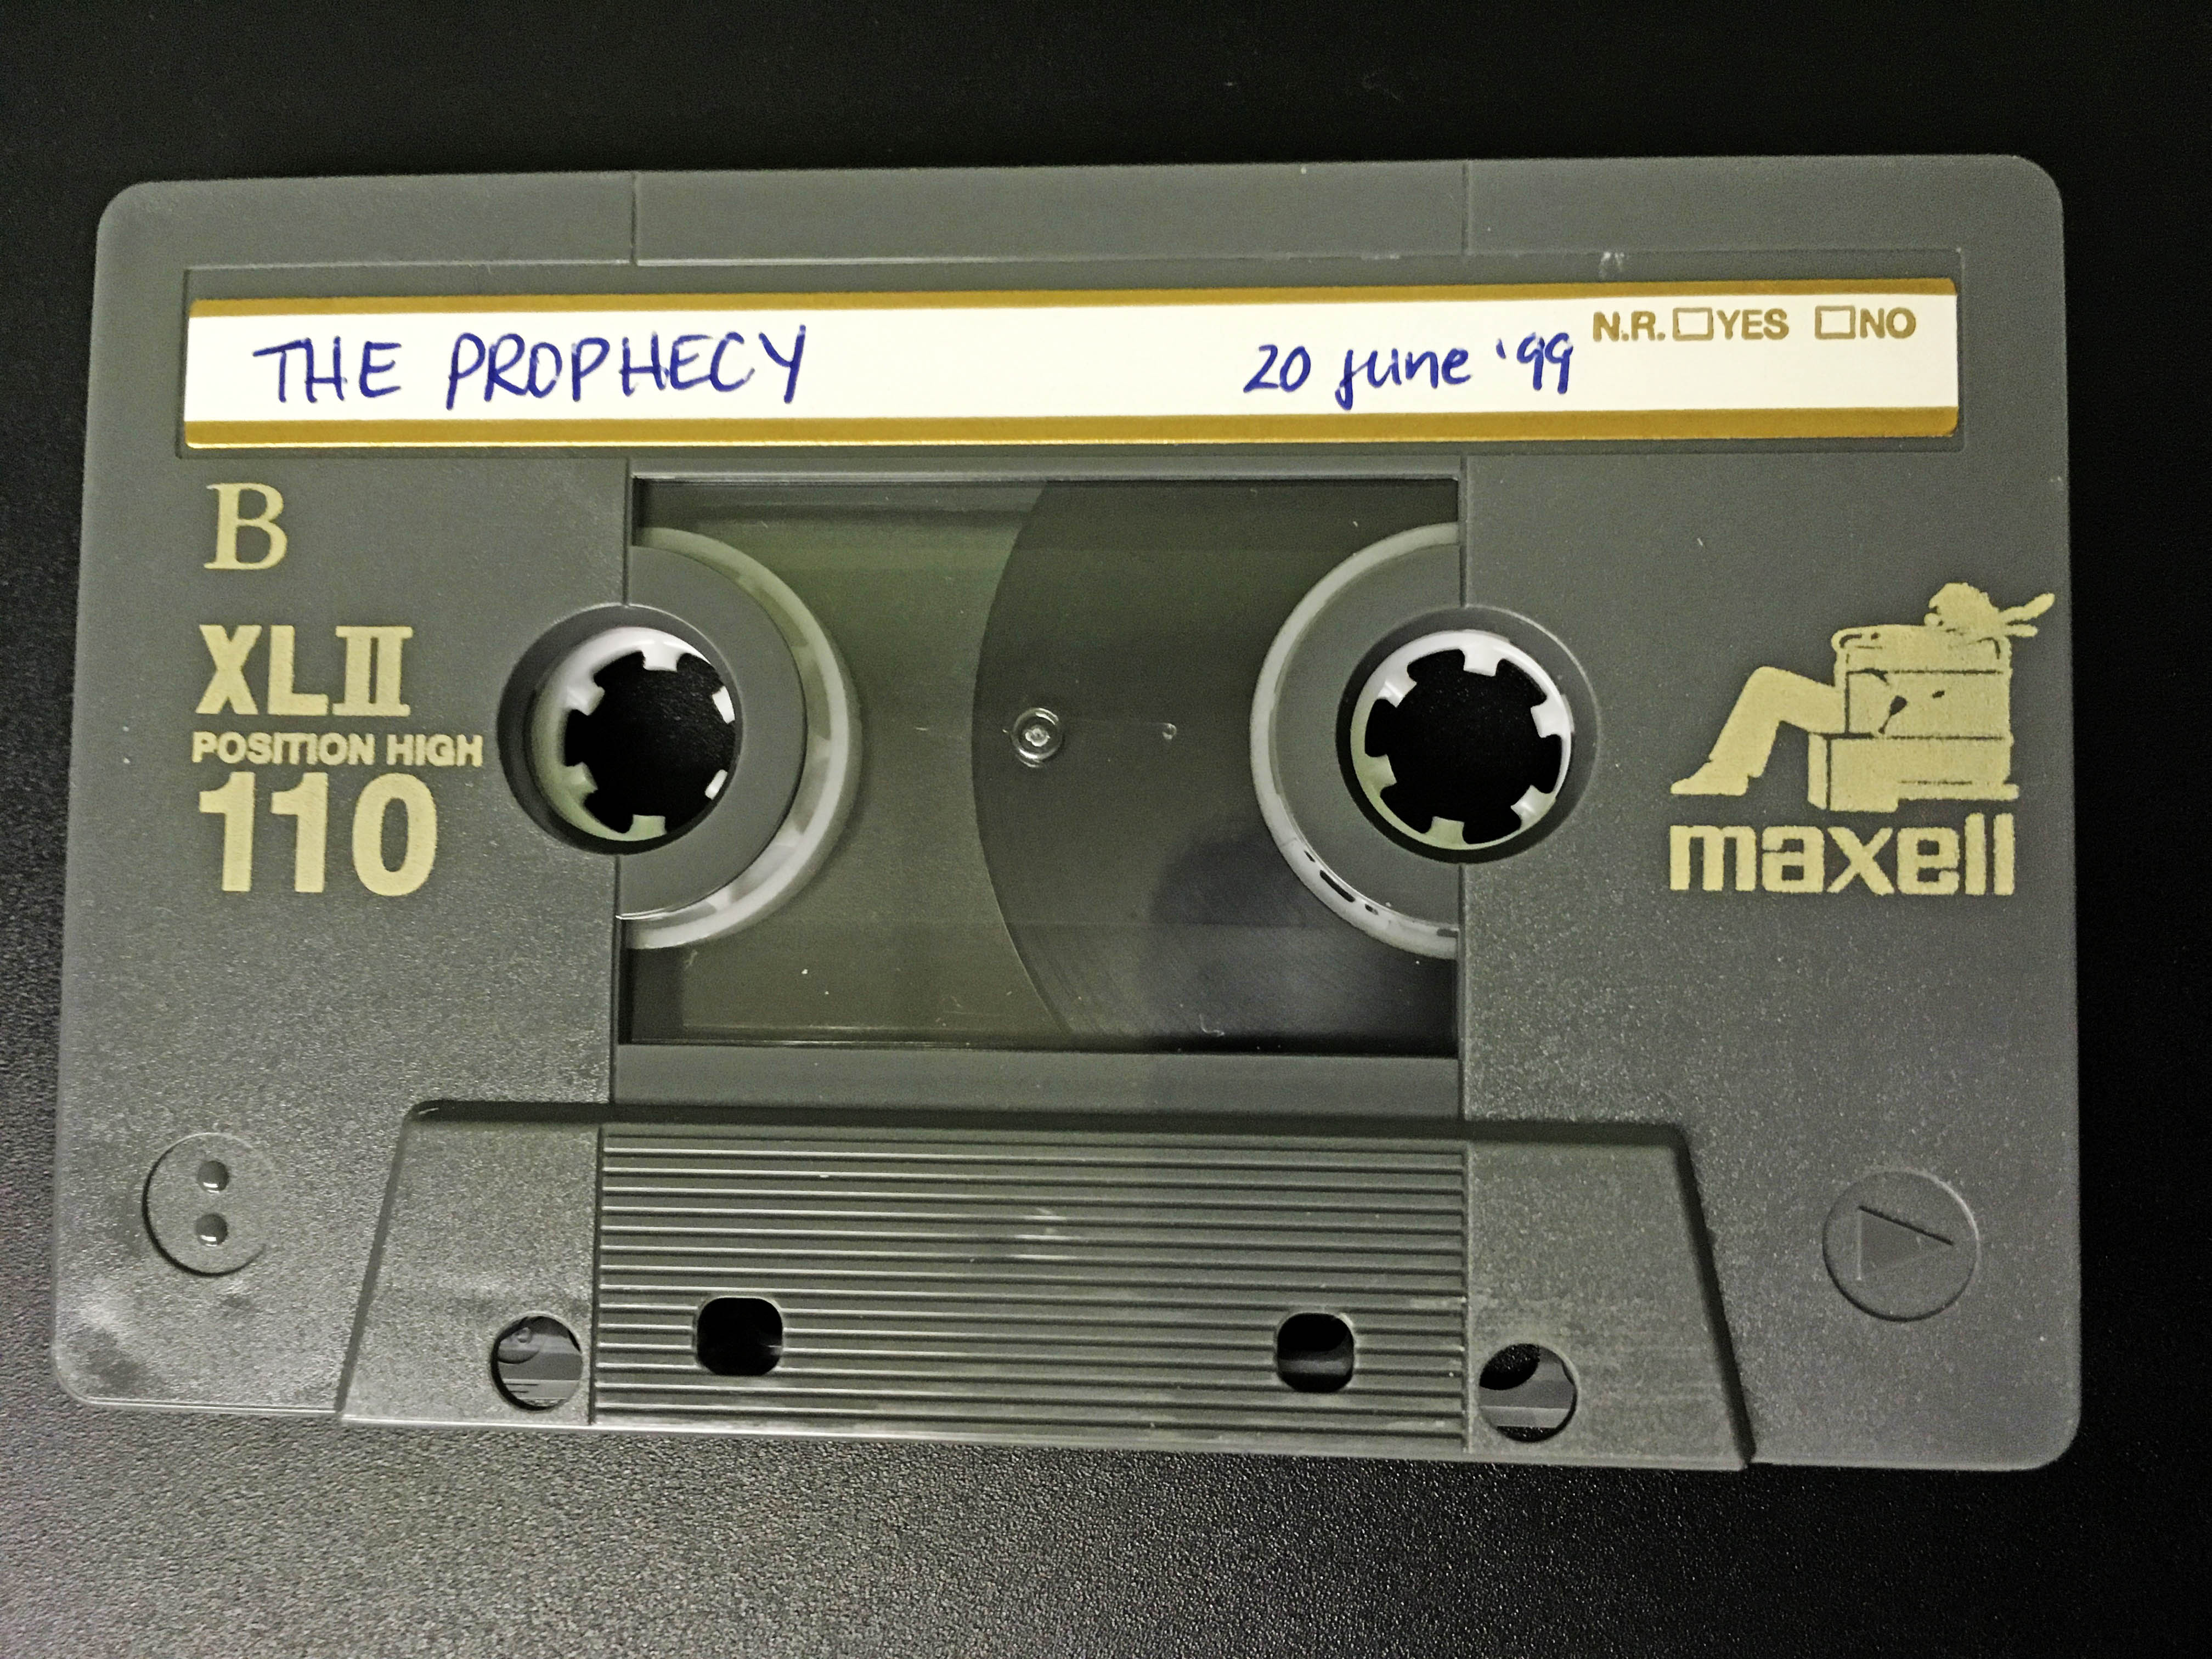 THE PROPHECY 20 june '99 N.R. YES NO
B
XLII
POSITION HIGH
110
maxell